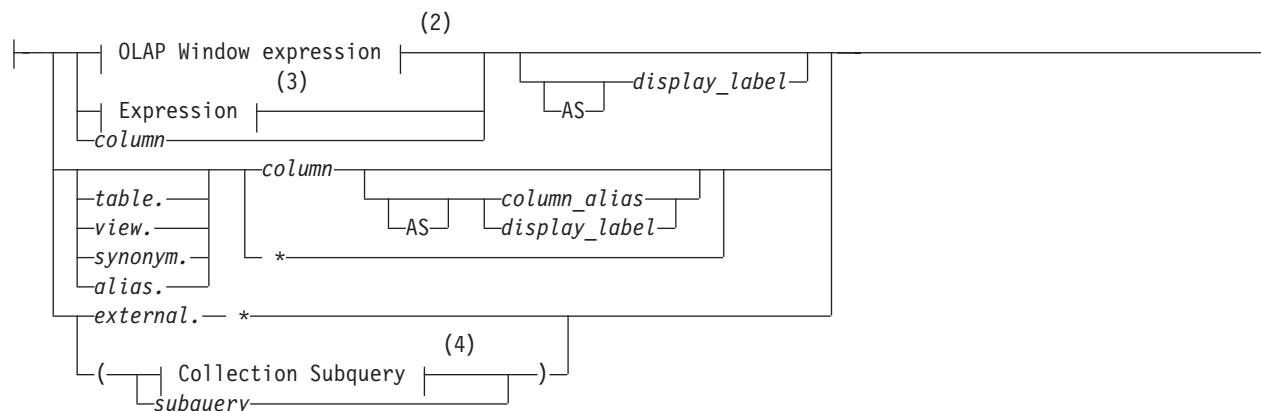 (2)
OLAP Window expression
(3)
display_label
AS
Expression
column
column
table.
column_alias
view.
AS
display_label
synonym.
*
alias.
external. *
(4)
( Collection Subquery )
subquery